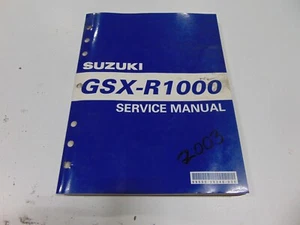 SUZUKI
GSX-R1000
SERVICE MANUAL
2003